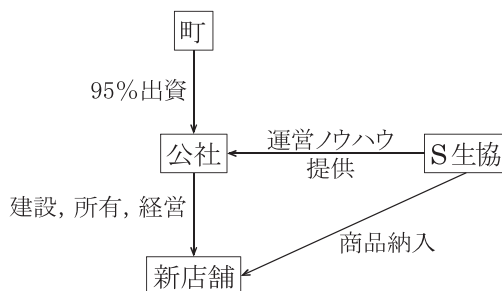 町
95%出資
公社
運営ノウハウ
提供
S生協
建設, 所有, 経営
商品納入
新店舗